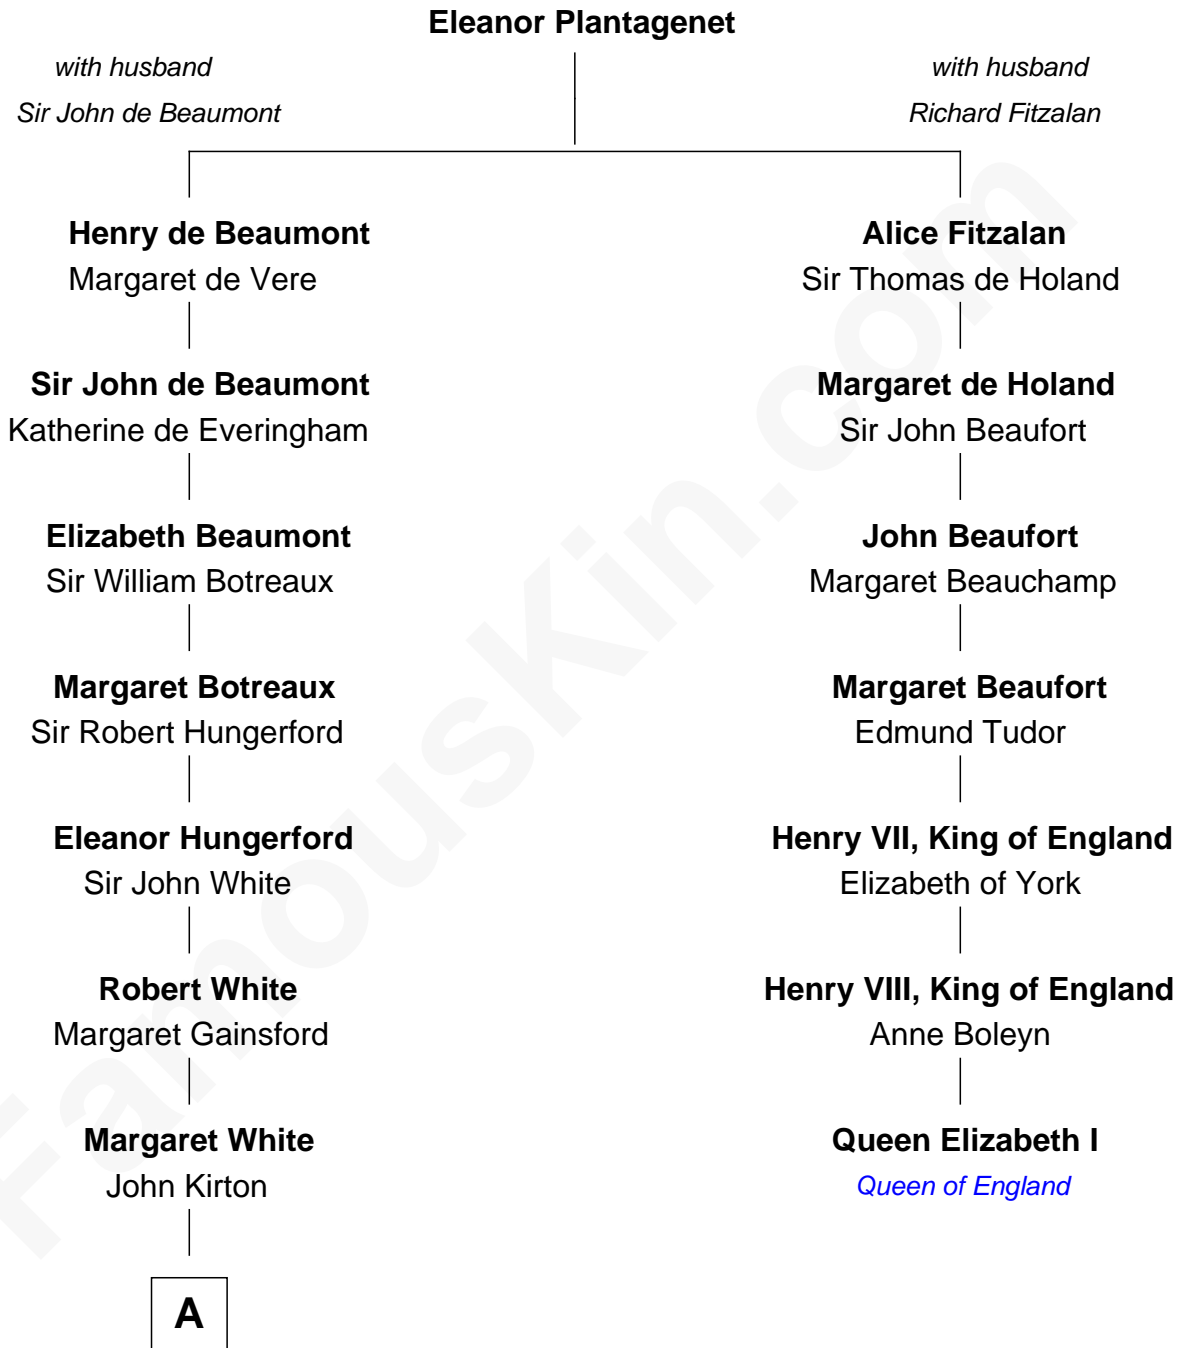 Eleanor Plantagenet
with husband
Sir John de Beaumont
with husband
Richard Fitzalan
Henry de Beaumont
Margaret de Vere
Alice Fitzalan
Sir Thomas de Holand
Sir John de Beaumont
Katherine de Everingham
Margaret de Holand
Sir John Beaufort
Elizabeth Beaumont
Sir William Botreaux
John Beaufort
Margaret Beauchamp
Margaret Botreaux
Sir Robert Hungerford
Margaret Beaufort
Edmund Tudor
Eleanor Hungerford
Sir John White
Henry VII, King of England
Elizabeth of York
Robert White
Margaret Gainsford
Henry VIII, King of England
Anne Boleyn
Margaret White
John Kirton
Queen Elizabeth I
Queen of England
A
FamousKin.com